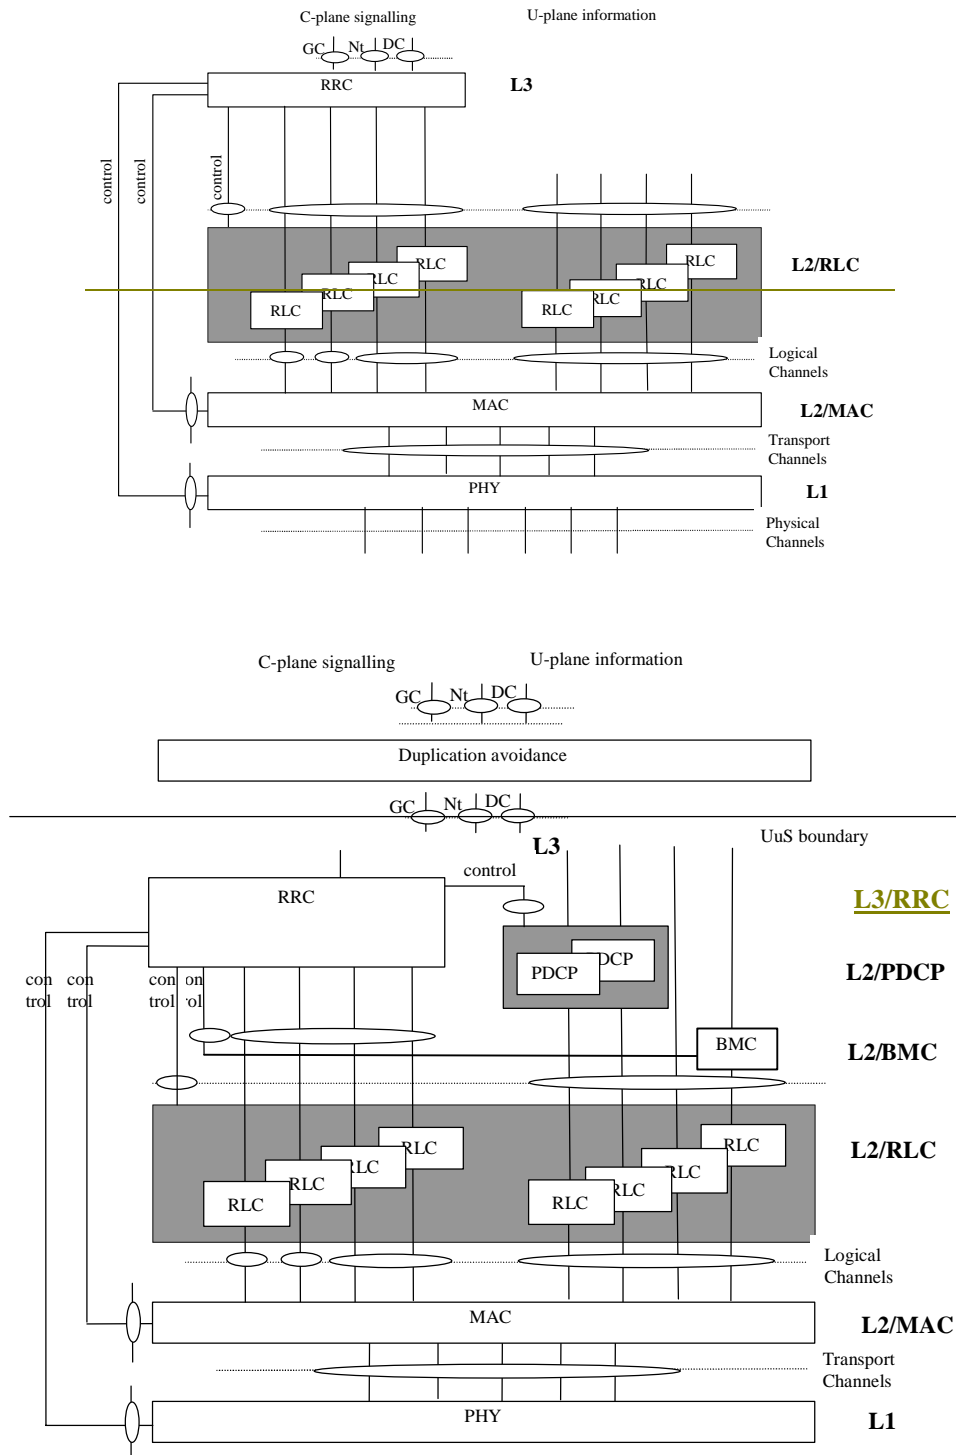 C-plane signalling U-plane information
GC Nt DC
RRC L3
control
control
control
RLC
RLC
RLC
RLC
RLC
RLC
RLC
RLC
L2/RLC
Logical
Channels
MAC L2/MAC
Transport
Channels
PHY L1
Physical
Channels
C-plane signalling U-plane information
GC Nt DC
Duplication avoidance
GC Nt DC
UuS boundary
L3
control
RRC
L3/RRC
PDCP
DCP
L2/PDCP
con
trol
con
trol
con
trol
on
rol
BMC L2/BMC
RLC
RLC
RLC
RLC
RLC
RLC
RLC
RLC
L2/RLC
Logical
Channels
MAC L2/MAC
Transport
Channels
PHY L1